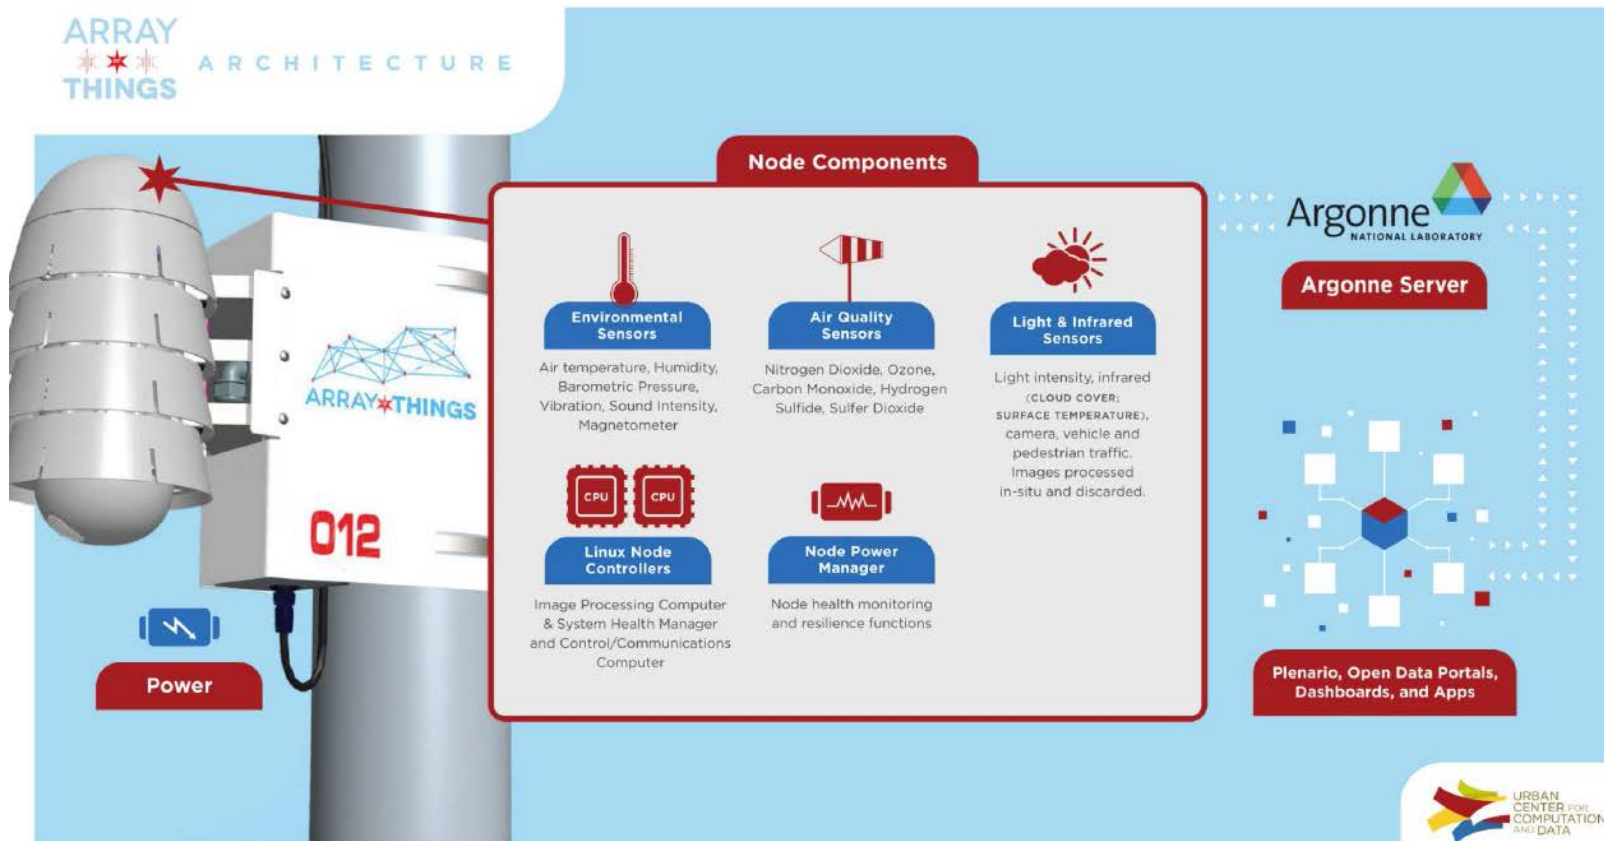 ARRAY
OF
THINGS
ARCHITECTURE
Node Components
Environmental
Sensors
Air temperature, Humidity,
Barometric Pressure,
Vibration, Sound Intensity,
Magnetometer
Air Quality
Sensors
Nitrogen Dioxide, Ozone,
Carbon Monoxide, Hydrogen
Sulfide, Sulfer Dioxide
Light & Infrared
Sensors
Light intensity, infrared
(CLOUD COVER;
SURFACE TEMPERATURE),
camera, vehicle and
pedestrian traffic.
Images processed
in-situ and discarded.
CPU CPU
Linux Node
Controllers
Image Processing Computer
& System Health Manager
and Control/Communications
Computer
Node Power
Manager
Node health monitoring
and resilience functions
ARRAY OF THINGS
012
Power
Argonne
NATIONAL LABORATORY
Argonne Server
Plenario, Open Data Portals,
Dashboards, and Apps
URBAN
CENTER FOR
COMPUTATION
AND DATA